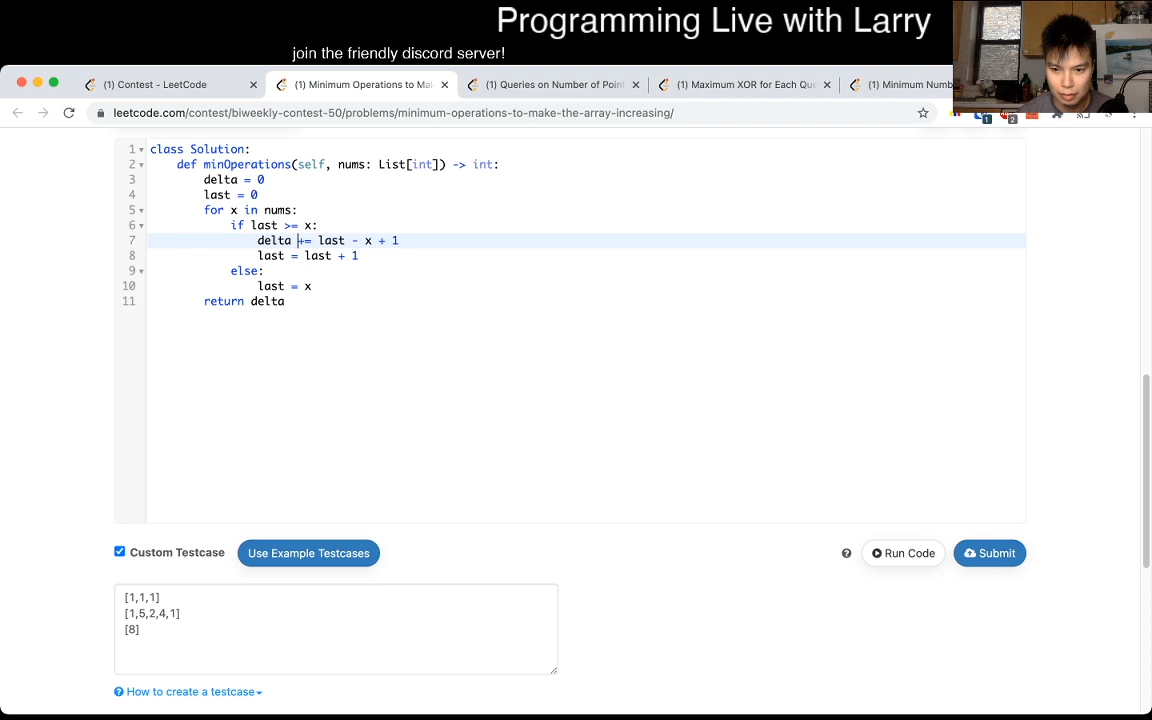 Programming Live with Larry
join the friendly discord server!
(1) Contest - LeetCode
(1) Minimum Operations to Ma
(1) Queries on Number of Point
(1) Maximum XOR for Each Que
(1) Minimum Numb
leetcode.com/contest/biweekly-contest-50/problems/minimum-operations-to-make-the-array-increasing/
1 class Solution:
2 def minOperations(self, nums: List[int]) -> int:
3 delta = 0
4 last = 0
5 for x in nums:
6 if last >= x:
7 delta += last - x + 1
8 last = last + 1
9 else:
10 last = x
11 return delta
Custom Testcase
Use Example Testcases
Run Code
Submit
[1,1,1]
[1,5,2,4,1]
[8]
How to create a testcase